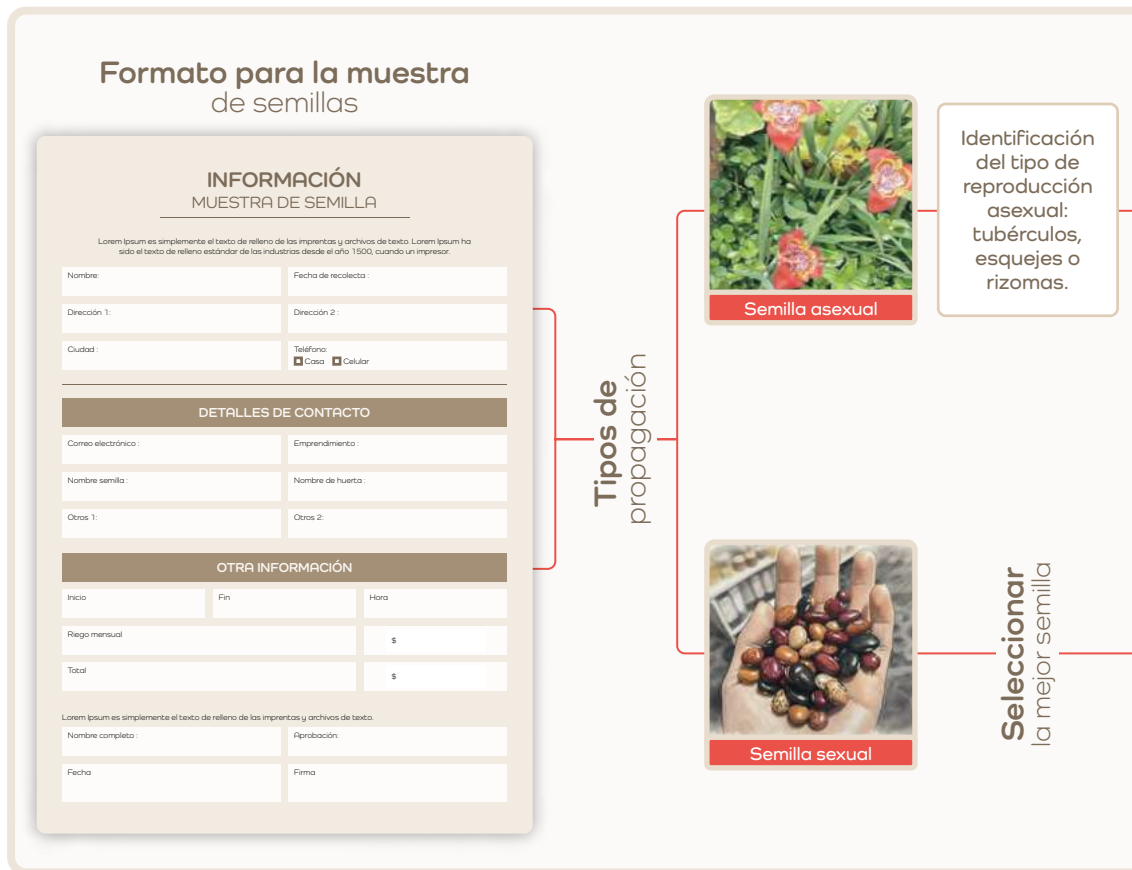 Formato para la muestra
de semillas
INFORMACIÓN
MUESTRA DE SEMILLA
Lorem Ipsum es simplemente el texto de relleno de las imprentas y archivos de texto. Lorem Ipsum ha
sido el texto de relleno estándar de las industrias desde el año 1500, cuando un impresor.
Nombre:
Fecha de recolecta :
Dirección 1:
Dirección 2 :
Ciudad :
Teléfono:
Casa
Celular
DETALLES DE CONTACTO
Correo electrónico :
Emprendimiento :
Nombre semilla :
Nombre de huerta :
Otros 1:
Otros 2:
OTRA INFORMACIÓN
Inicio
Fin
Hora
Riego mensual
$
Total
$
Lorem Ipsum es simplemente el texto de relleno de las imprentas y archivos de texto.
Nombre completo :
Aprobación:
Fecha
Firma
Tipos de
propagación
Semilla asexual
Identificación
del tipo de
reproducción
asexual:
tubérculos,
esquejes o
rizomas.
Semilla sexual
Seleccionar
la mejor semilla